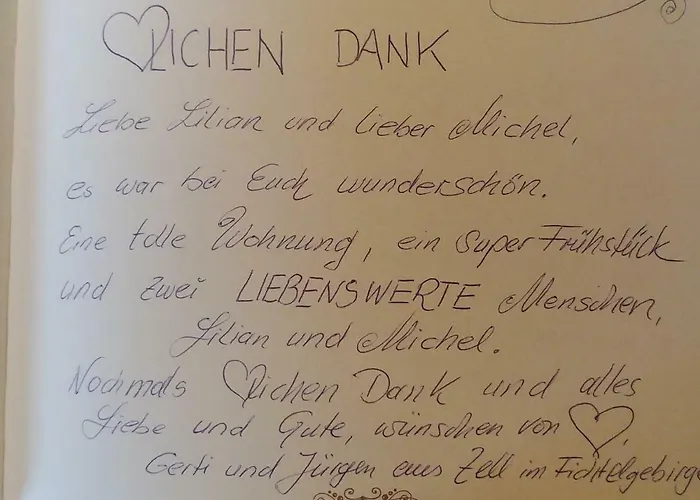 ♡LICHEN DANK
Liebe Lilian und lieber Michel,
es war bei Euch wunderschön.
Eine tolle Wohnung, ein super Frühstück
und zwei LIEBENSWERTE Menschen,
Lilian und Michel.
Nochmals ♡lichen Dank und alles
Liebe und Gute, wünschen von ♡,
Gerti und Jürgen aus Zell im Fichtelgebirge